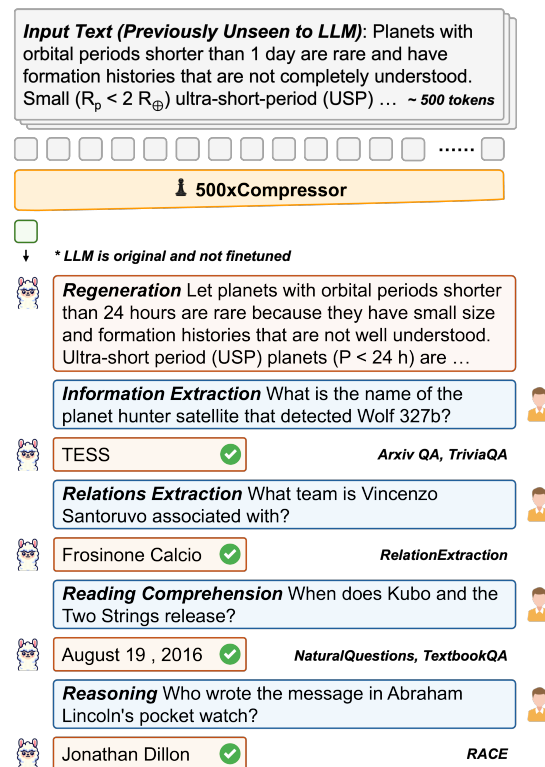 Input Text (Previously Unseen to LLM): Planets with
orbital periods shorter than 1 day are rare and have
formation histories that are not completely understood.
Small (Rp < 2 R⊕) ultra-short-period (USP) … ~ 500 tokens
......
500xCompressor
* LLM is original and not finetuned
Regeneration Let planets with orbital periods shorter
than 24 hours are rare because they have small size
and formation histories that are not well understood.
Ultra-short period (USP) planets (P < 24 h) are …
Information Extraction What is the name of the
planet hunter satellite that detected Wolf 327b?
TESS
Arxiv QA, TriviaQA
Relations Extraction What team is Vincenzo
Santoruvo associated with?
Frosinone Calcio
RelationExtraction
Reading Comprehension When does Kubo and the
Two Strings release?
August 19 , 2016
NaturalQuestions, TextbookQA
Reasoning Who wrote the message in Abraham
Lincoln's pocket watch?
Jonathan Dillon
RACE